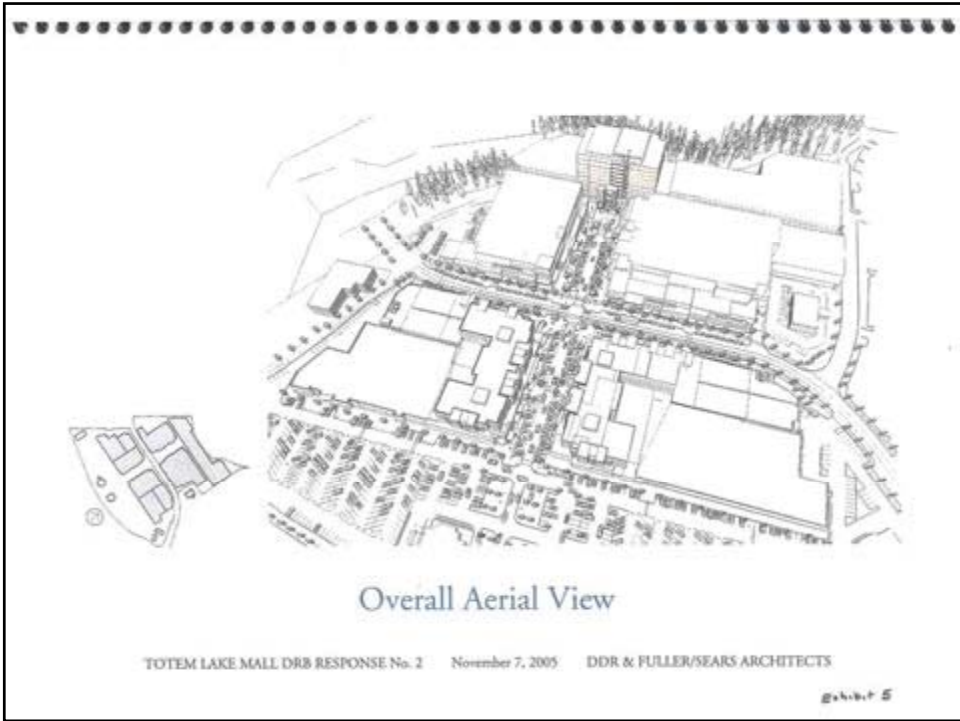 Overall Aerial View
TOTEM LAKE MALL DRB RESPONSE No. 2 November 7, 2005 DDR & FULLER/SEARS ARCHITECTS
Exhibit 5